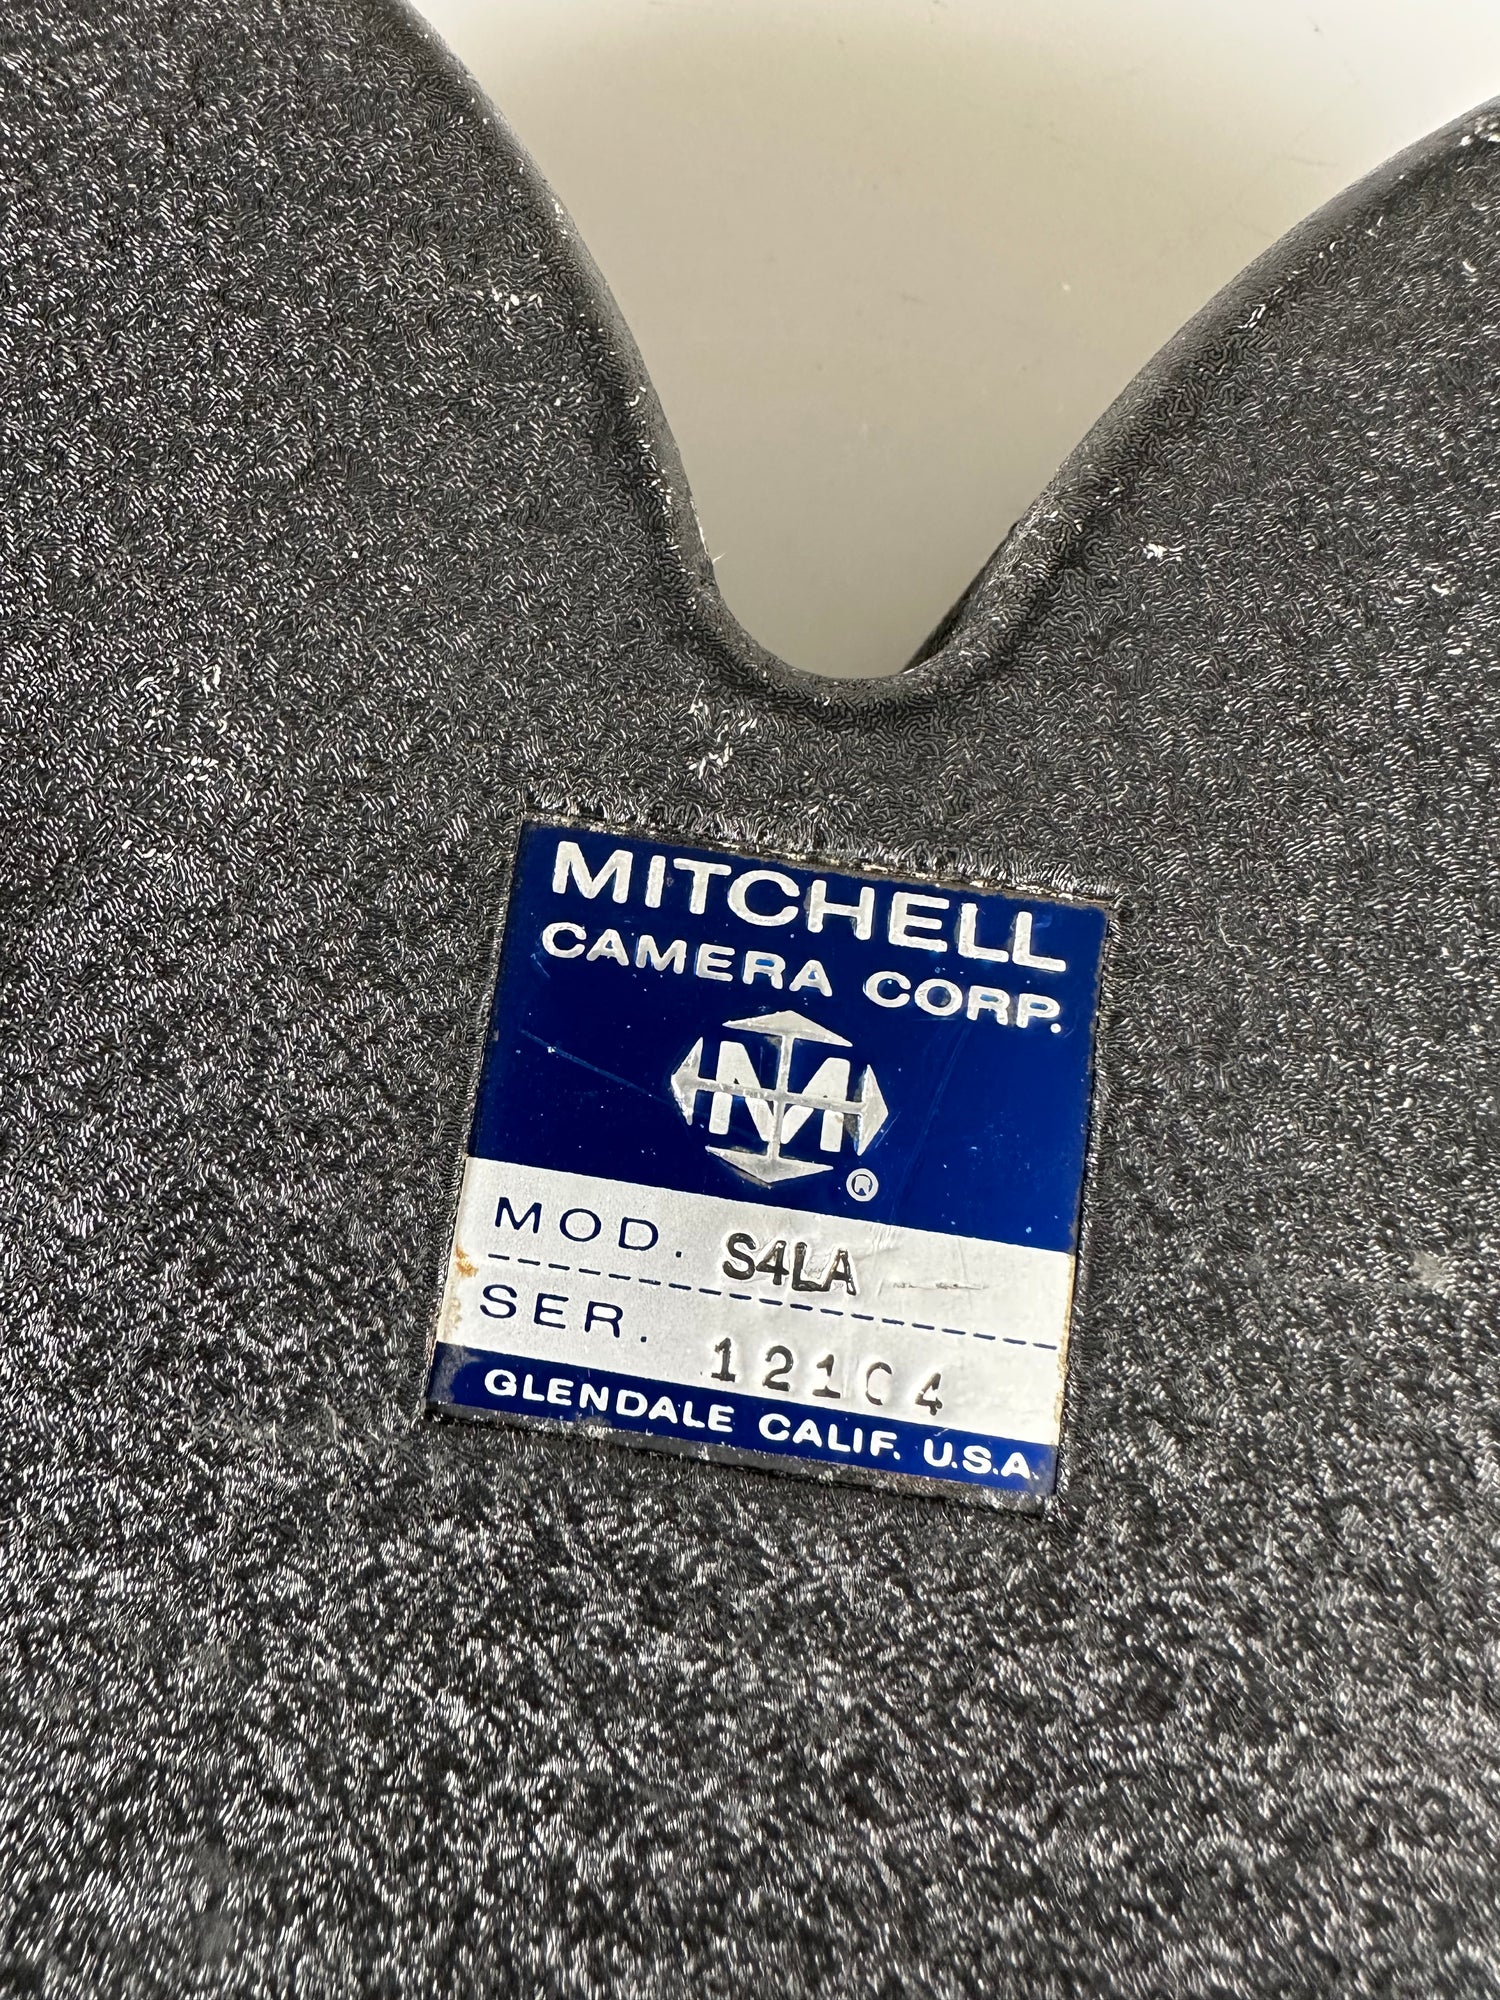 MITCHELL
CAMERA CORP.
M
®
MOD. S4LA
SER. 12104
GLENDALE CALIF. U.S.A.